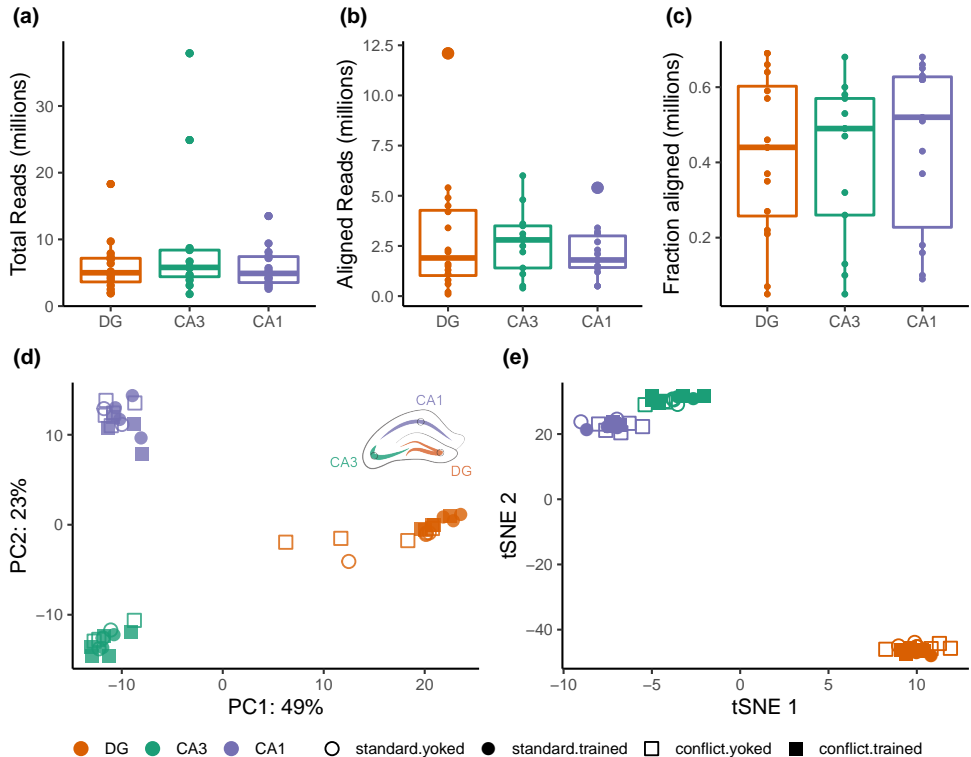 (a)
Total Reads (millions)
30
20
10
0
DG CA3 CA1
(b)
Aligned Reads (millions)
12.5
10.0
7.5
5.0
2.5
0.0
DG CA3 CA1
(c)
Fraction aligned (millions)
0.6
0.4
0.2
DG CA3 CA1
(d)
PC2: 23%
10
0
−10
−10 0 10 20
PC1: 49%
CA1
CA3
DG
(e)
tSNE 2
20
0
−20
−40
−10 −5 0 5 10
tSNE 1
DG CA3 CA1 standard.yoked standard.trained conflict.yoked conflict.trained